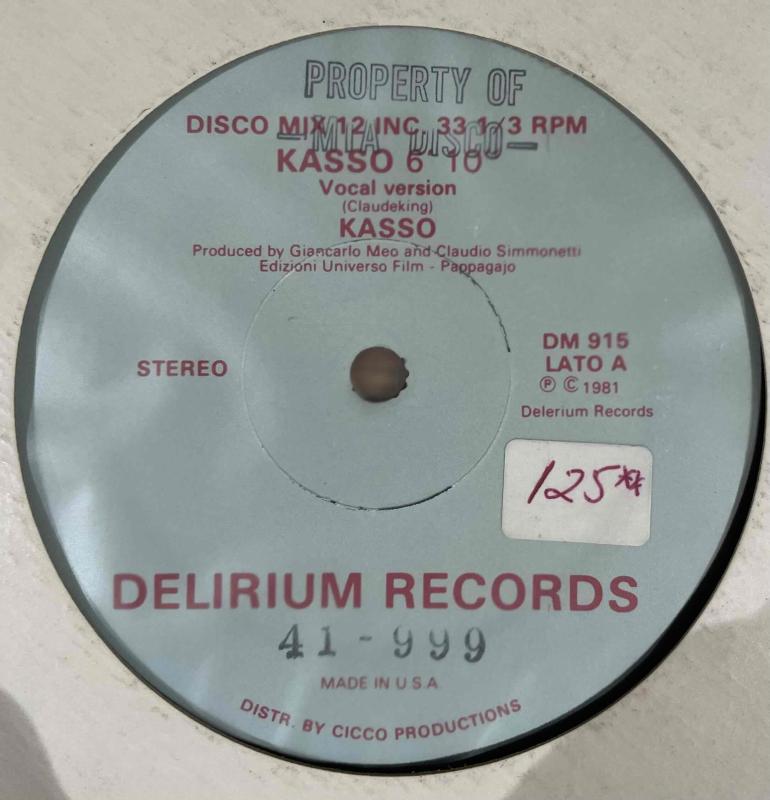 PROPERTY OF
DISCO MIX 12 INC. 33 1/3 RPM
—MIA DISCO—
KASSO 6' 10"
Vocal version
(Claudeking)
KASSO
Produced by Giancarlo Meo and Claudio Simmonetti
Edizioni Universo Film - Pappagajo
STEREO
DM 915
LATO A
℗ © 1981
Delerium Records
125**
DELIRIUM RECORDS
41-999
MADE IN U.S.A.
DISTR. BY CICCO PRODUCTIONS